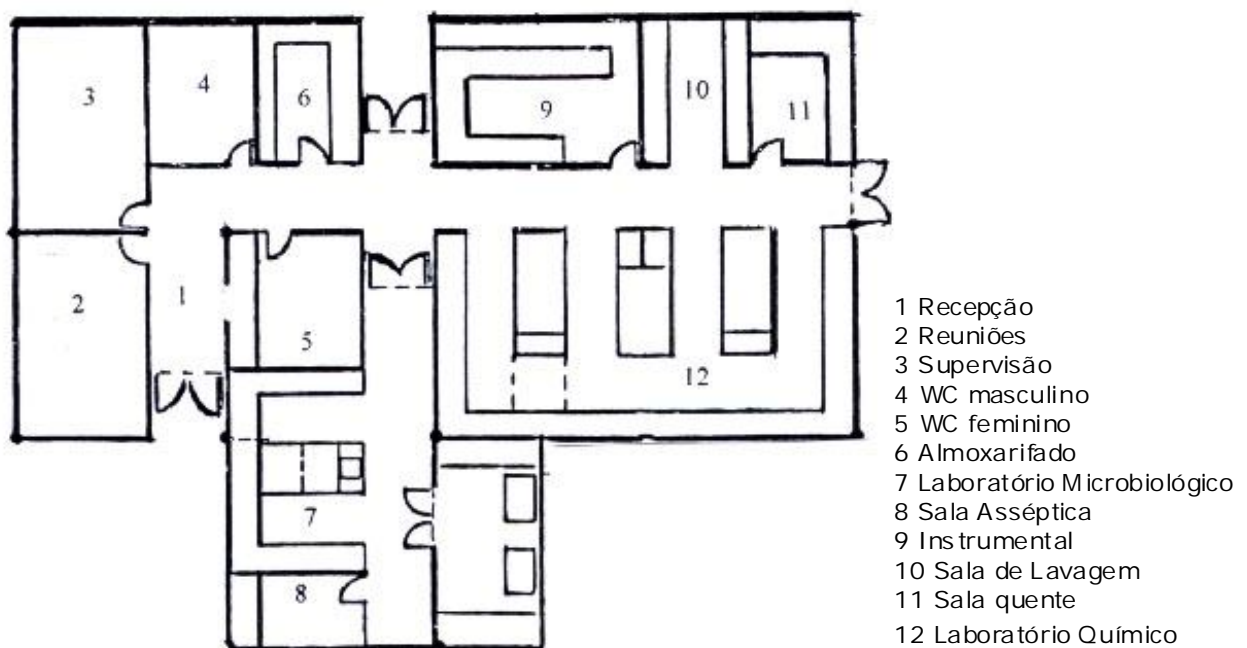 3
4
6
9
10
11
2
1
5
12
7
8
1 Recepção
2 Reuniões
3 Supervisão
4 WC masculino
5 WC feminino
6 Almoxarifado
7 Laboratório Microbiológico
8 Sala Asséptica
9 Instrumental
10 Sala de Lavagem
11 Sala quente
12 Laboratório Químico